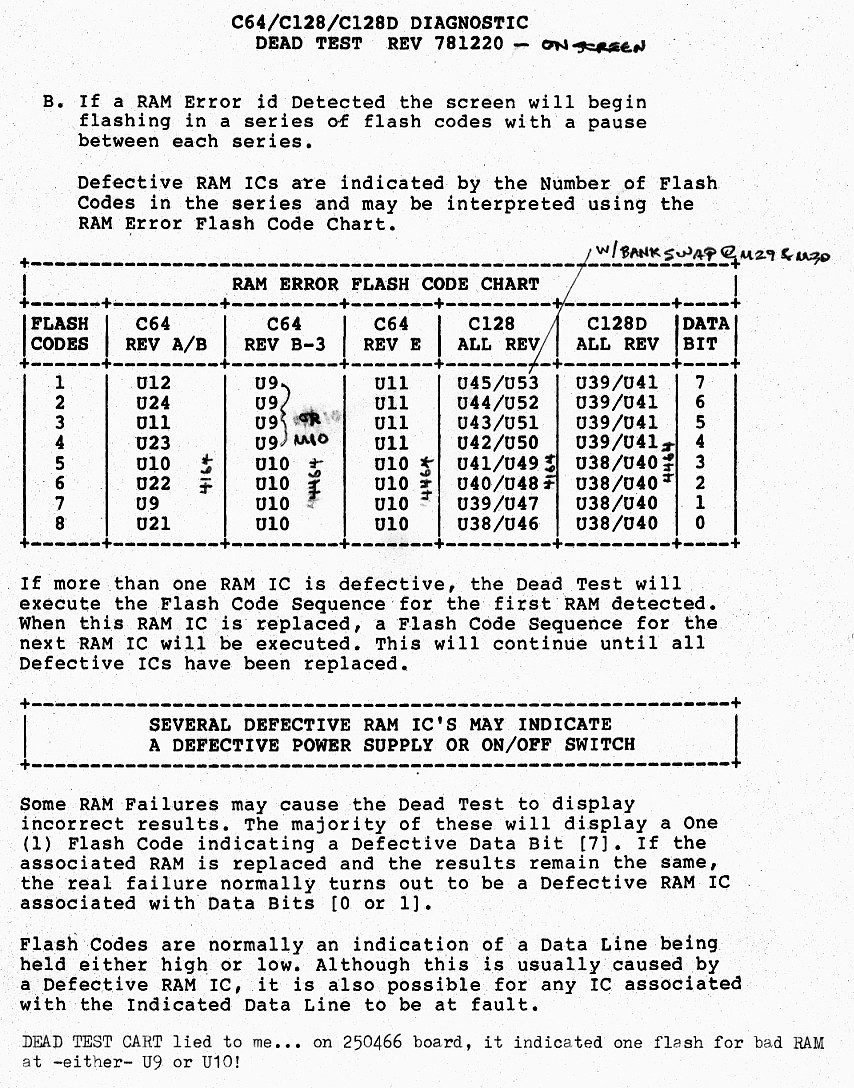 C64/C128/C128D DIAGNOSTIC
DEAD TEST REV 781220 — ON SCREEN
B. If a RAM Error id Detected the screen will begin
flashing in a series of flash codes with a pause
between each series.
Defective RAM ICs are indicated by the Number of Flash
Codes in the series and may be interpreted using the
RAM Error Flash Code Chart.
W/BANK SWAP @ U29 & U30
RAM ERROR FLASH CODE CHART
FLASH C64 C64 C64 C128 C128D DATA
CODES REV A/B REV B-3 REV E ALL REV ALL REV BIT
1 U12 U9 U11 U45/U53 U39/U41 7
2 U24 U9 U11 U44/U52 U39/U41 6
3 U11 U9 OR U11 U43/U51 U39/U41 5
4 U23 U9 U10 U11 U42/U50 U39/U41 4
5 U10 U10 U10 U41/U49 U38/U40 3
6 U22 U10 U10 U40/U48 U38/U40 2
7 U9 U10 U10 U39/U47 U38/U40 1
8 U21 U10 U10 U38/U46 U38/U40 0
4164 4464 4464 4164 4464
If more than one RAM IC is defective, the Dead Test will
execute the Flash Code Sequence for the first RAM detected.
When this RAM IC is replaced, a Flash Code Sequence for the
next RAM IC will be executed. This will continue until all
Defective ICs have been replaced.
SEVERAL DEFECTIVE RAM IC'S MAY INDICATE
A DEFECTIVE POWER SUPPLY OR ON/OFF SWITCH
Some RAM Failures may cause the Dead Test to display
incorrect results. The majority of these will display a One
(1) Flash Code indicating a Defective Data Bit [7]. If the
associated RAM is replaced and the results remain the same,
the real failure normally turns out to be a Defective RAM IC
associated with Data Bits [0 or 1].
Flash Codes are normally an indication of a Data Line being
held either high or low. Although this is usually caused by
a Defective RAM IC, it is also possible for any IC associated
with the Indicated Data Line to be at fault.
DEAD TEST CART lied to me... on 250466 board, it indicated one flash for bad RAM
at -either- U9 or U10!